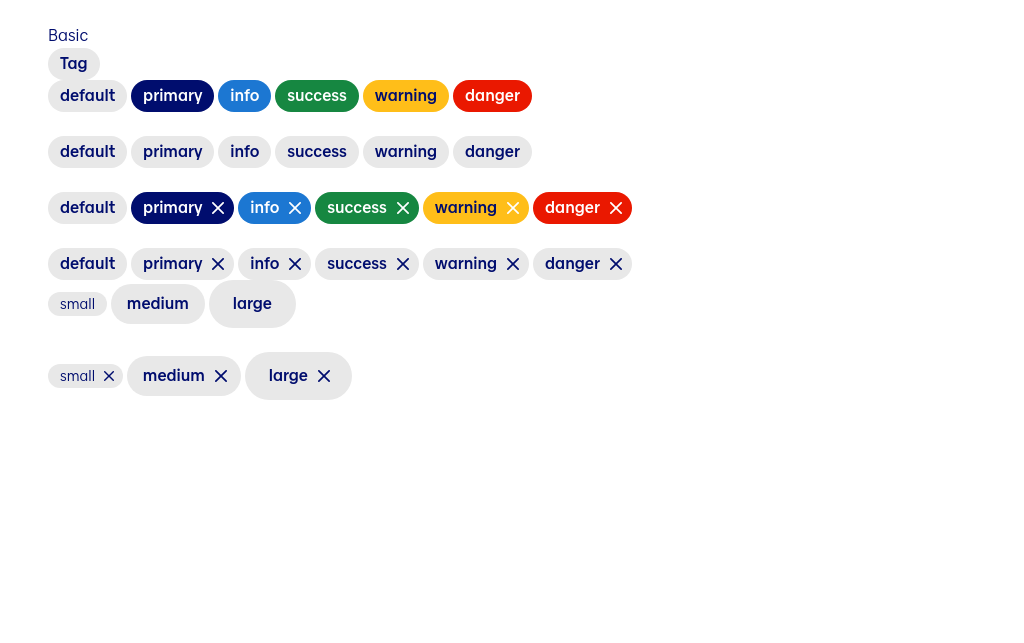 Basic
Tag
default primary info success warning danger
default primary info success warning danger
default primary info success warning danger
default primary info success warning danger
small medium large
small medium large